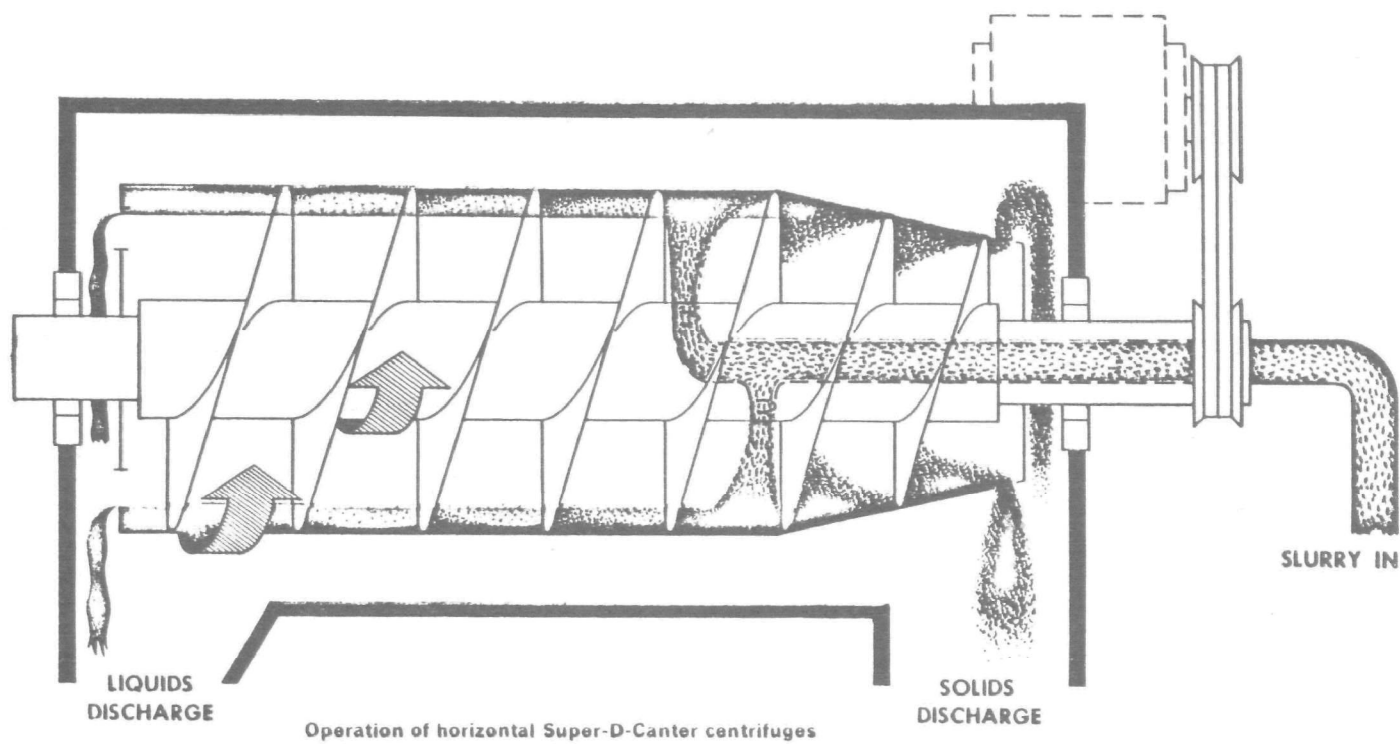 SLURRY IN
LIQUIDS
DISCHARGE
SOLIDS
DISCHARGE
Operation of horizontal Super-D-Canter centrifuges